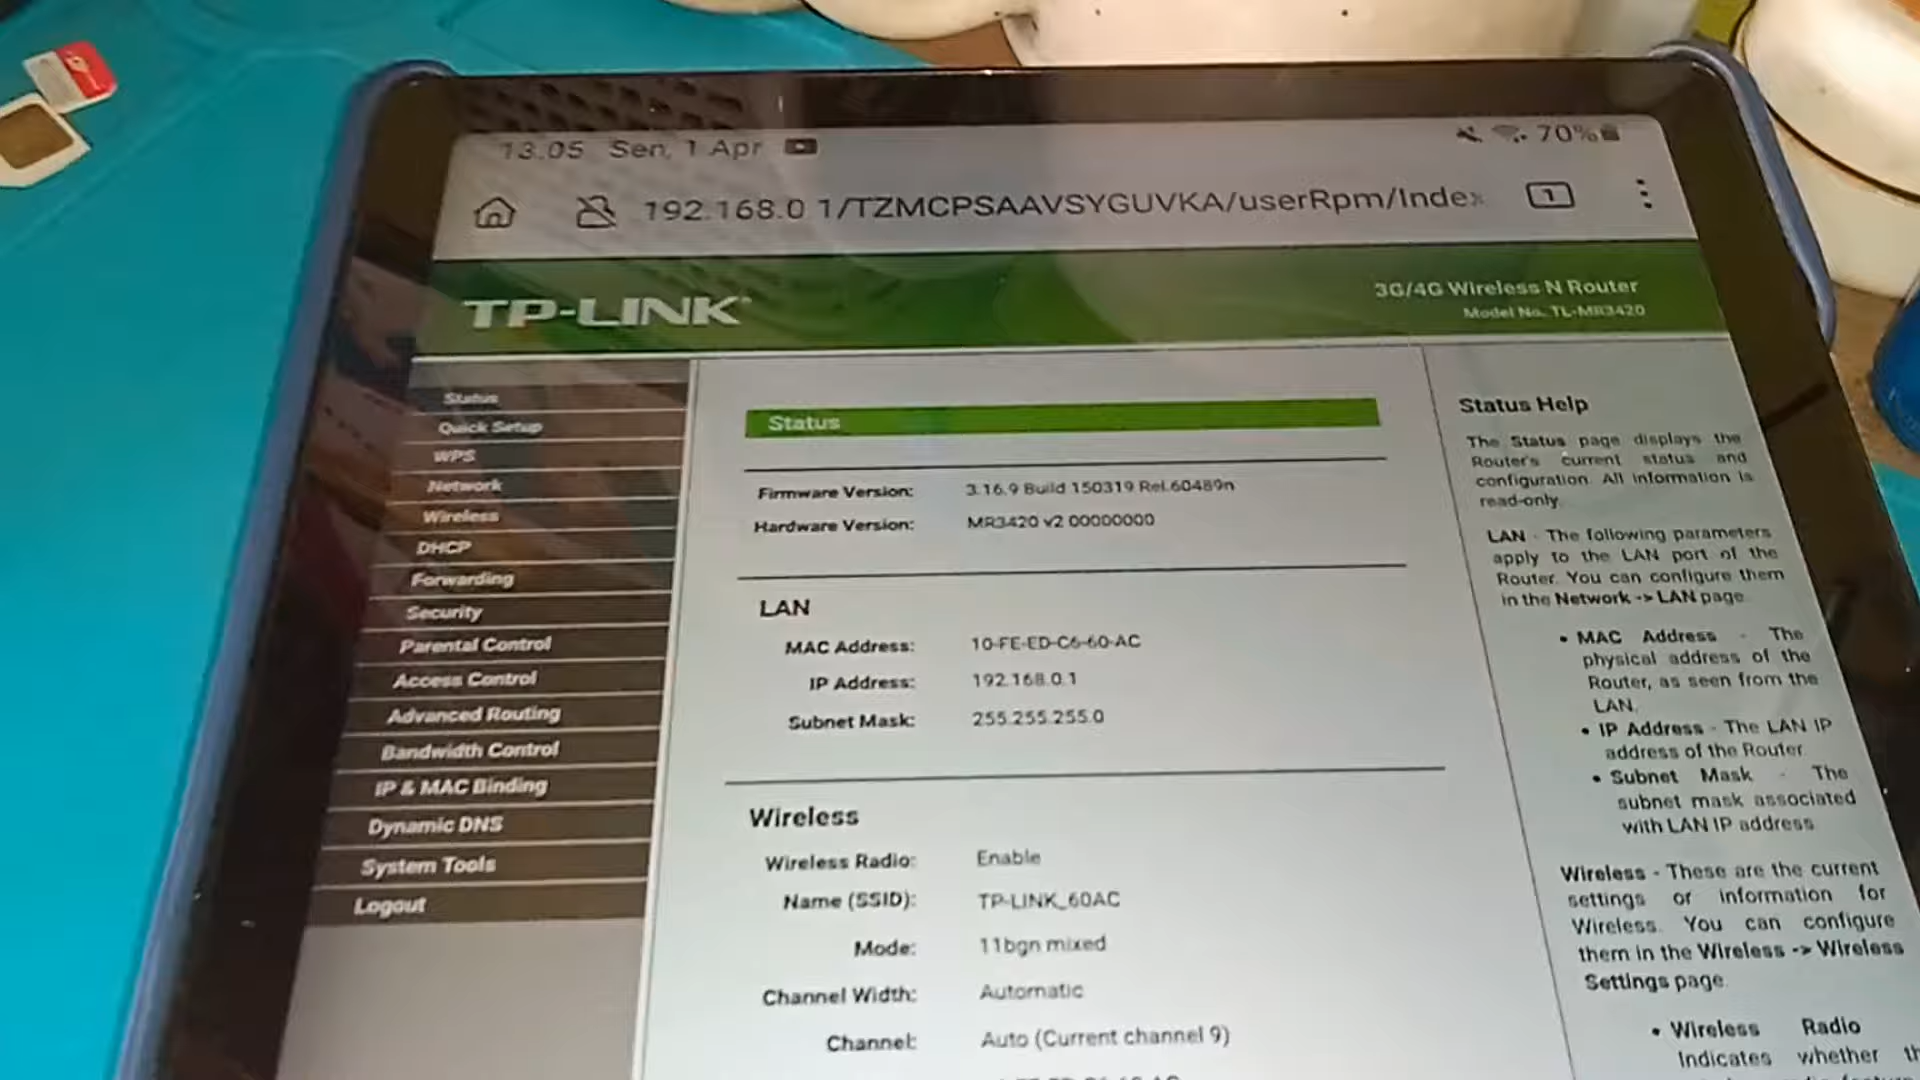 13.05 Sen, 1 Apr
70%
192.168.0.1/TZMCPSAAVSYGUVKA/userRpm/Index
1
TP-LINK
3G/4G Wireless N Router
Model No. TL-MR3420
Status
Quick Setup
WPS
Network
Wireless
DHCP
Forwarding
Security
Parental Control
Access Control
Advanced Routing
Bandwidth Control
IP & MAC Binding
Dynamic DNS
System Tools
Logout
Status
Firmware Version: 3.16.9 Build 150319 Rel.60489n
Hardware Version: MR3420 v2 00000000
LAN
MAC Address: 10-FE-ED-C6-60-AC
IP Address: 192.168.0.1
Subnet Mask: 255.255.255.0
Wireless
Wireless Radio: Enable
Name (SSID): TP-LINK_60AC
Mode: 11bgn mixed
Channel Width: Automatic
Channel: Auto (Current channel 9)
Status Help
The Status page displays the
Router's current status and
configuration. All information is
read-only.
LAN - The following parameters
apply to the LAN port of the
Router. You can configure them
in the Network -> LAN page.
• MAC Address - The
physical address of the
Router, as seen from the
LAN.
• IP Address - The LAN IP
address of the Router.
• Subnet Mask - The
subnet mask associated
with LAN IP address.
Wireless - These are the current
settings or information for
Wireless. You can configure
them in the Wireless -> Wireless
Settings page.
• Wireless Radio
Indicates whether